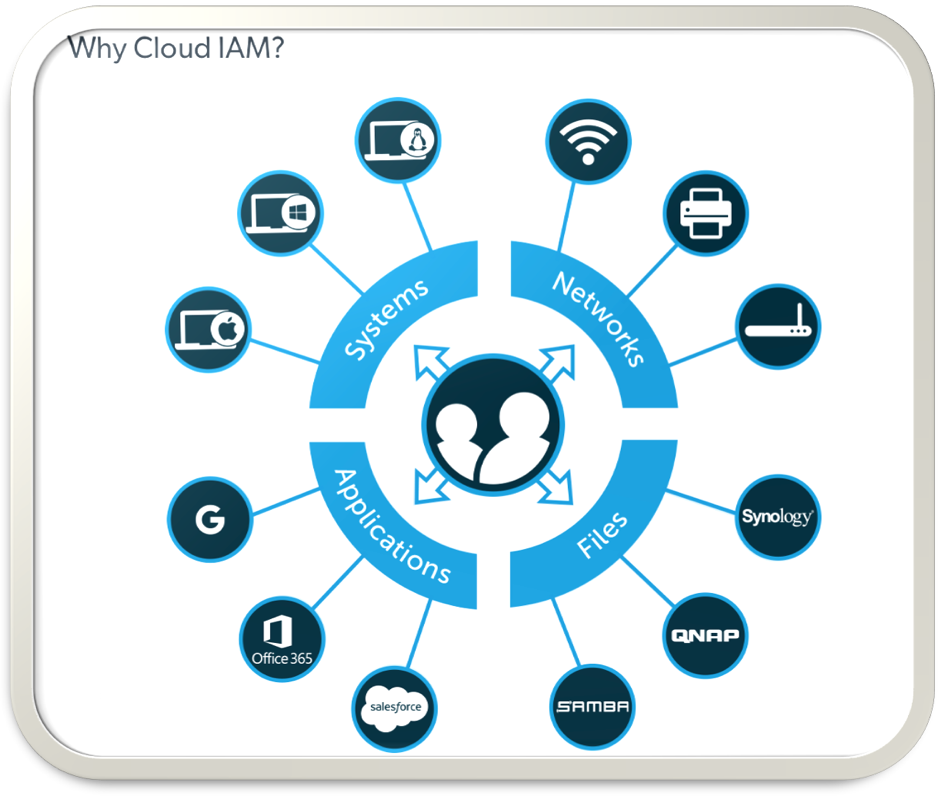 Why Cloud IAM?
Systems
Networks
Applications
Files
G
Office 365
salesforce
Synology®
QNAP
SAMBA